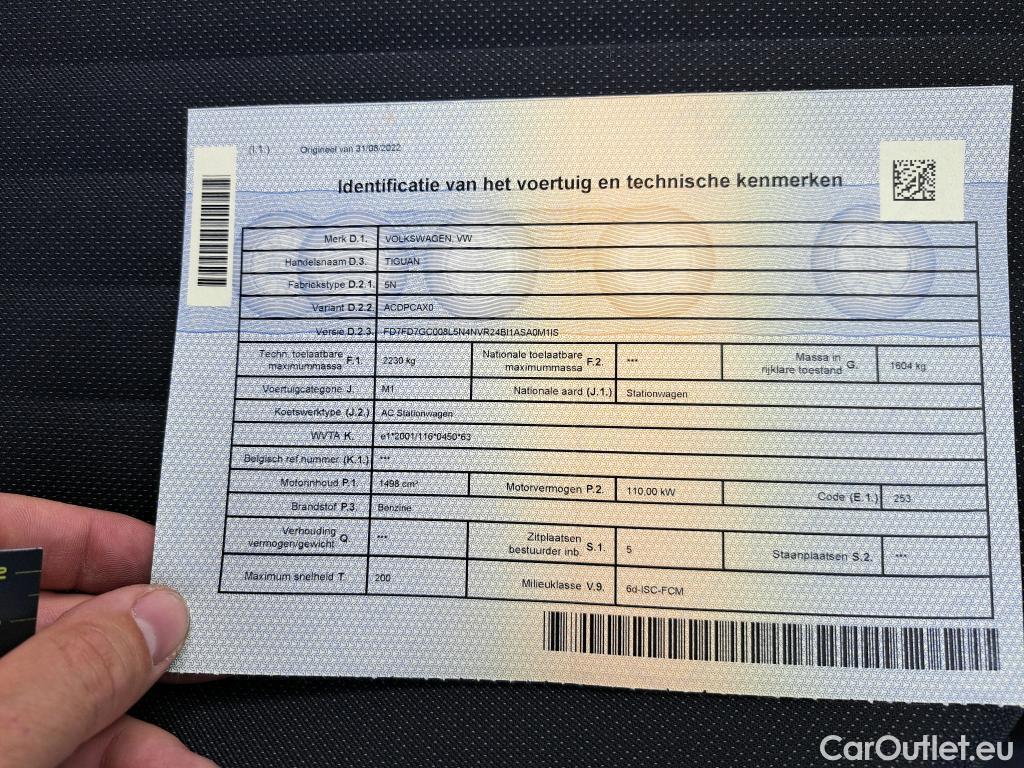 (I.1.) Origineel van 31/08/2022
Identificatie van het voertuig en technische kenmerken
Merk D.1. VOLKSWAGEN, VW
Handelsnaam D.3. TIGUAN
Fabriekstype D.2.1. 5N
Variant D.2.2. ACDPCAX0
Versie D.2.3. FD7FD7GC008L5N4NVR24BI1ASA0M1IS
Techn. toelaatbare maximummassa F.1. 2230 kg Nationale toelaatbare maximummassa F.2. *** Massa in rijklare toestand G. 1604 kg
Voertuigcategorie J. M1 Nationale aard (J.1.) Stationwagen
Koetswerktype (J.2.) AC Stationwagen
WVTA K. e1*2001/116*0450*63
Belgisch ref.nummer (K.1.) ***
Motorinhoud P.1. 1498 cm³ Motorvermogen P.2. 110,00 kW Code (E.1.) 253
Brandstof P.3. Benzine
Verhouding vermogen/gewicht Q. *** Zitplaatsen bestuurder inb. S.1. 5 Staanplaatsen S.2. ***
Maximum snelheid T. 200 Milieuklasse V.9. 6d-ISC-FCM
CarOutlet.eu